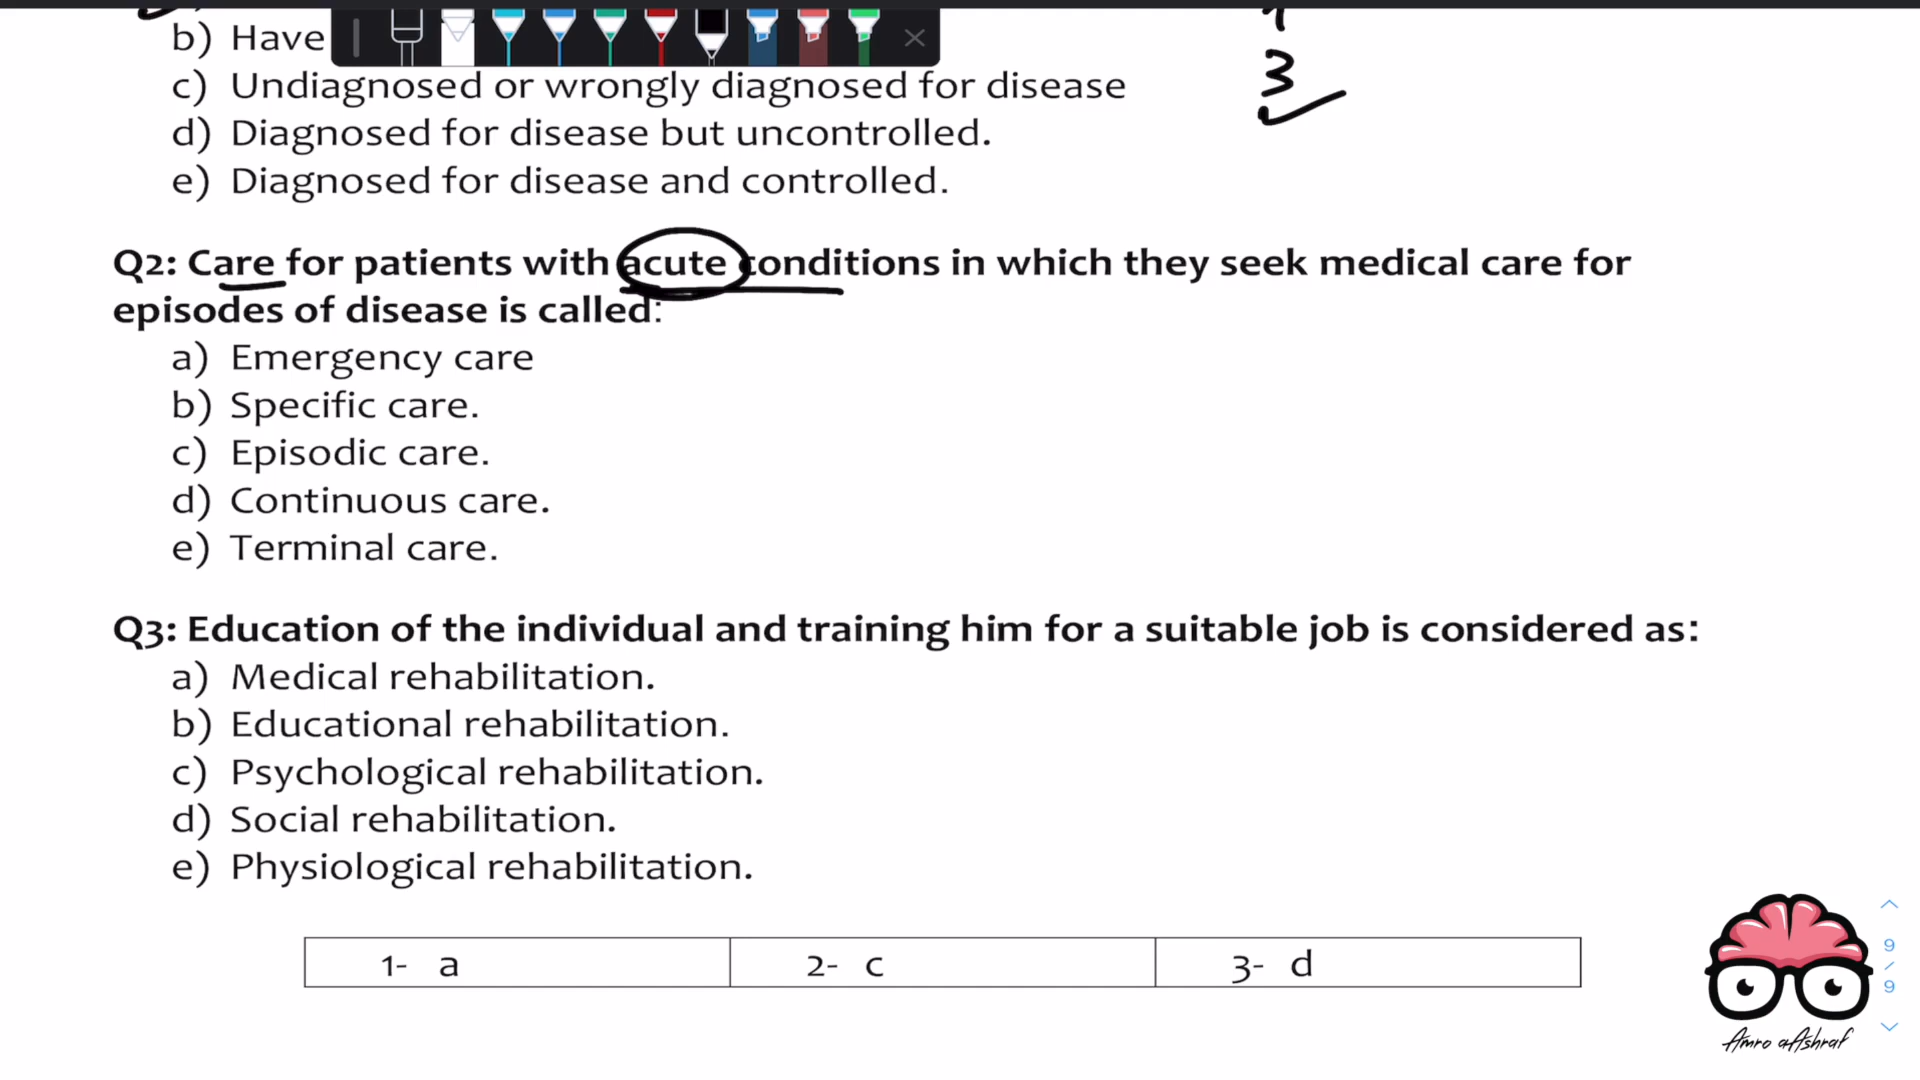 b) Have
3
c) Undiagnosed or wrongly diagnosed for disease
d) Diagnosed for disease but uncontrolled.
e) Diagnosed for disease and controlled.
Q2: Care for patients with acute conditions in which they seek medical care for
episodes of disease is called:
a) Emergency care
b) Specific care.
c) Episodic care.
d) Continuous care.
e) Terminal care.
Q3: Education of the individual and training him for a suitable job is considered as:
a) Medical rehabilitation.
b) Educational rehabilitation.
c) Psychological rehabilitation.
d) Social rehabilitation.
e) Physiological rehabilitation.
1- a 2- c 3- d
9
/
9
Amro aAshraf